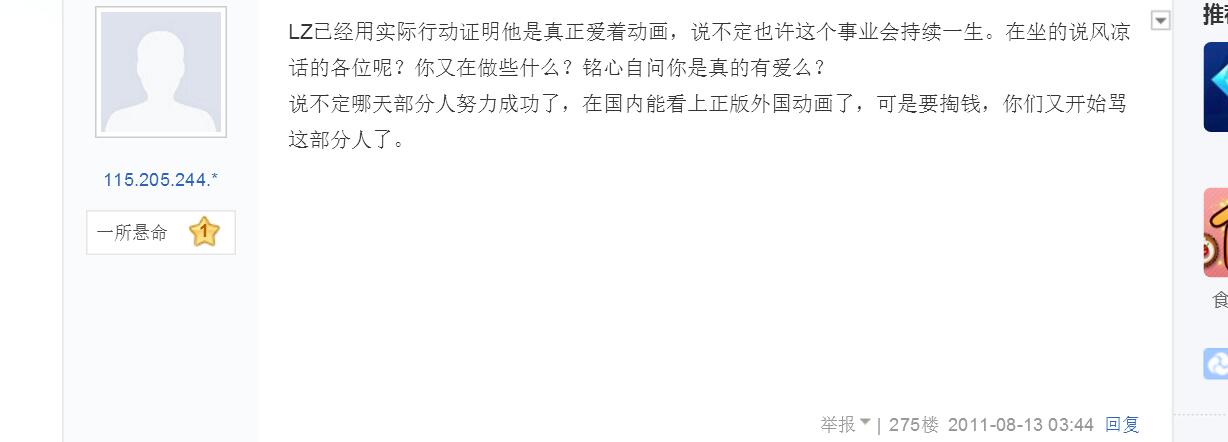 LZ已经用实际行动证明他是真正爱着动画，说不定也许这个事业会持续一生。在坐的说风凉
话的各位呢？你又在做些什么？铭心自问你是真的有爱么？
说不定哪天部分人努力成功了，在国内能看上正版外国动画了，可是要掏钱，你们又开始骂
这部分人了。
115.205.244.*
一所悬命 1
举报 | 275楼 2011-08-13 03:44 回复
推荐
食